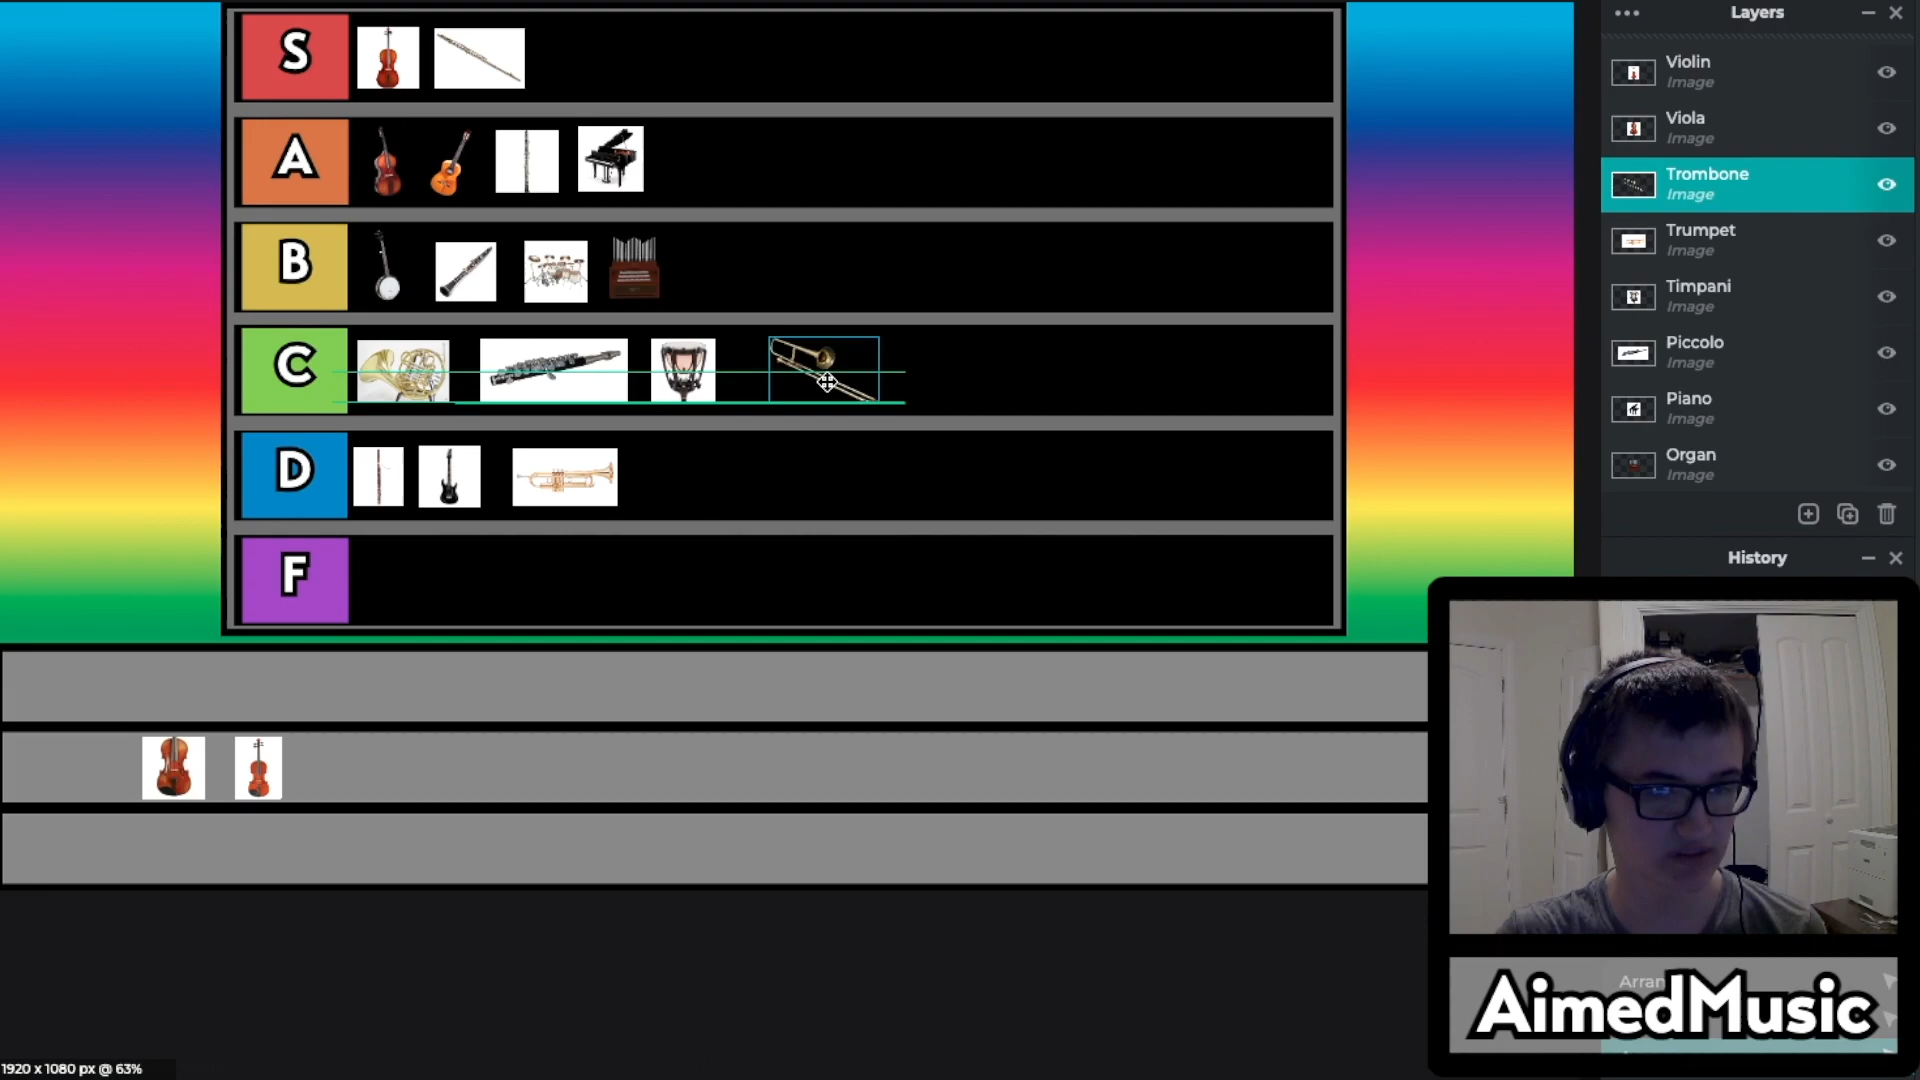 S
A
B
C
D
F
Layers
Violin
Image
Viola
Image
Trombone
Image
Trumpet
Image
Timpani
Image
Piccolo
Image
Piano
Image
Organ
Image
History
Arran
AimedMusic
1920 x 1080 px @ 63%